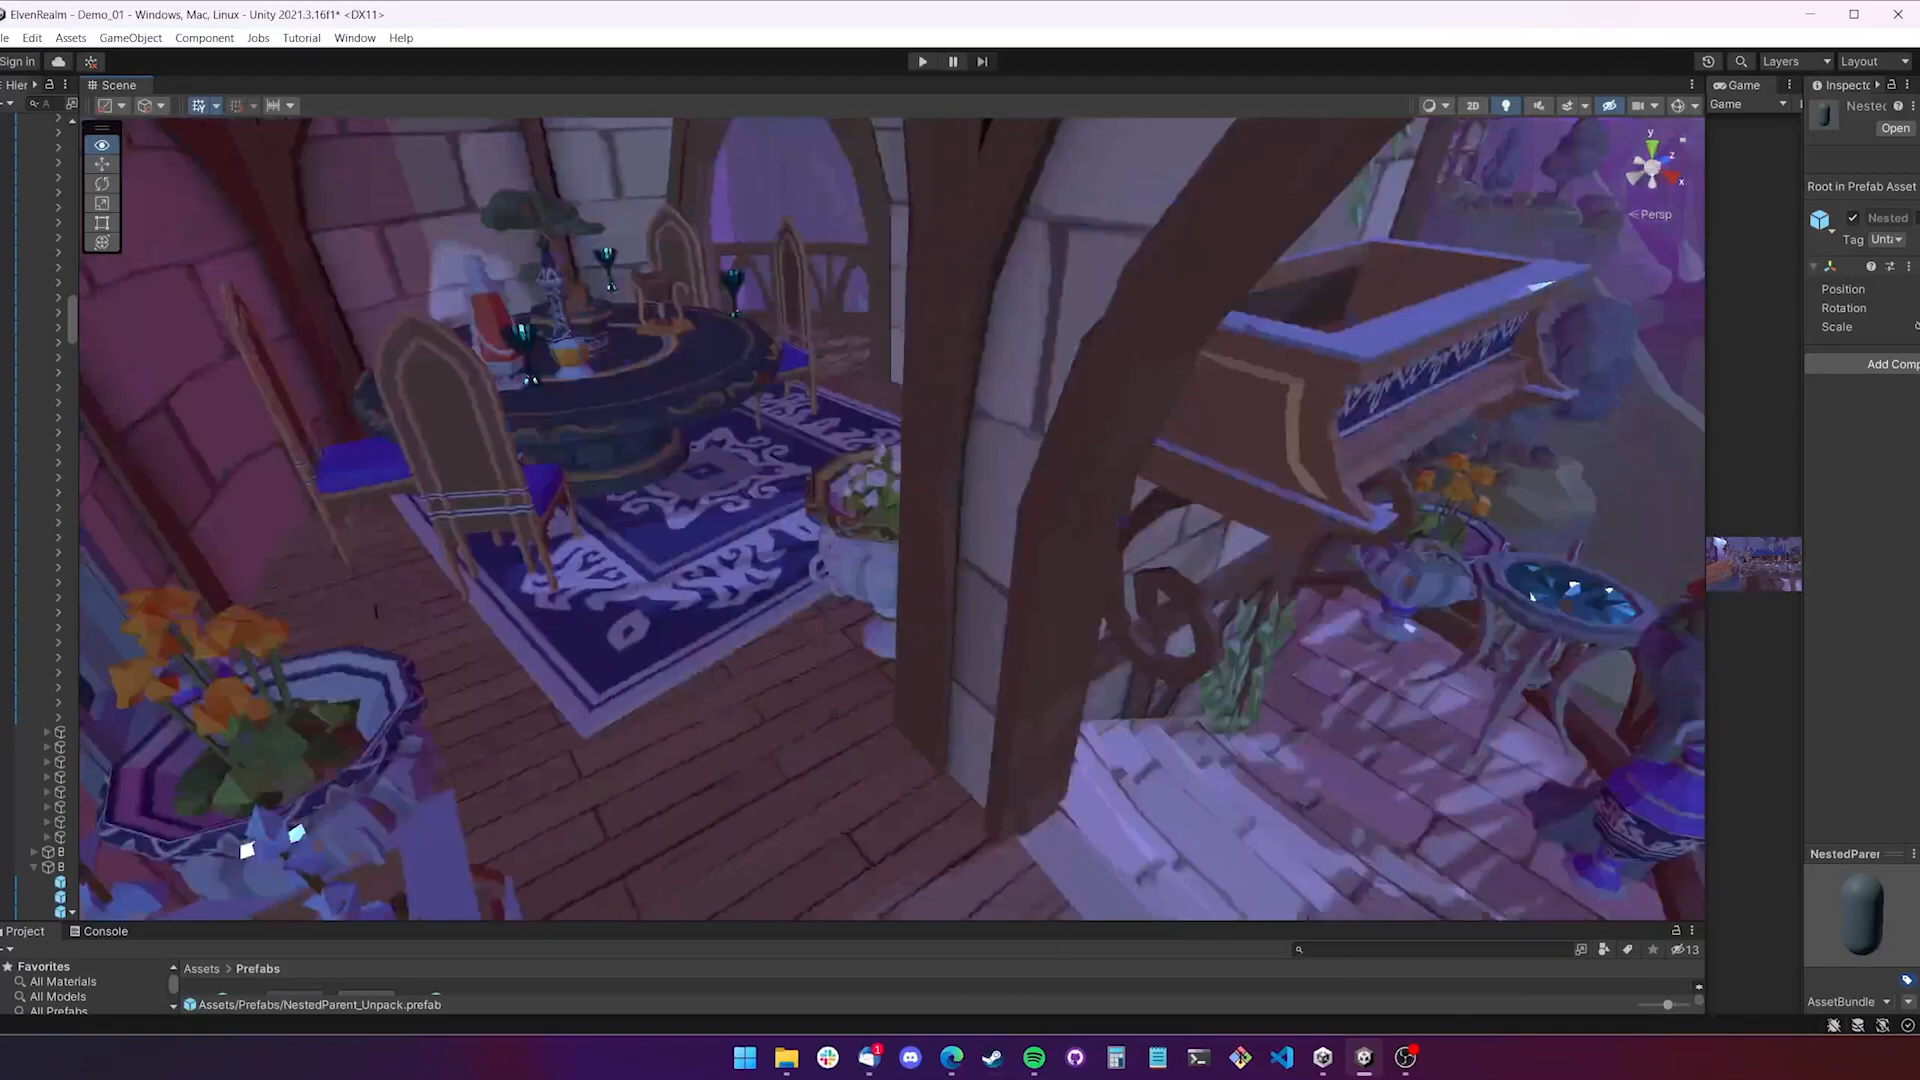 ElvenRealm - Demo_01 - Windows, Mac, Linux - Unity 2021.3.16f1* <DX11>
Edit Assets GameObject Component Jobs Tutorial Window Help
Sign in
Layers Layout
Hier
Scene
Game
Inspecto
A
2D
Game
Nestec
Open
y
z
x
Persp
Root in Prefab Asset
Nested
Tag Unta
Position
Rotation
Scale
Add Comp
B
B
NestedParer
Project Console
13
Favorites
Assets > Prefabs
All Materials
All Models
All Prefabs
Assets/Prefabs/NestedParent_Unpack.prefab
AssetBundle
1